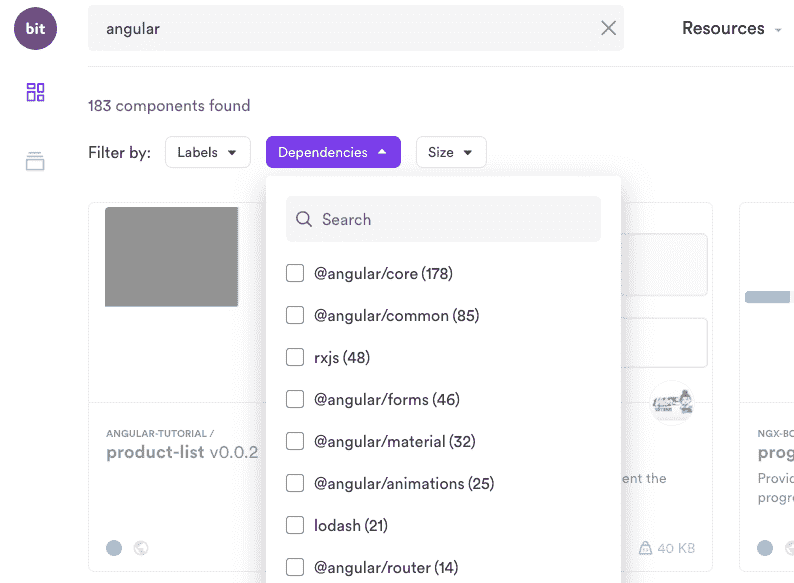 bit
angular
Resources
183 components found
Filter by:
Labels
Dependencies
Size
Search
@angular/core (178)
@angular/common (85)
rxjs (48)
@angular/forms (46)
@angular/material (32)
@angular/animations (25)
lodash (21)
@angular/router (14)
ANGULAR-TUTORIAL /
product-list v0.0.2
ent the
40 KB
NGX-BO
prog
Provid
progre